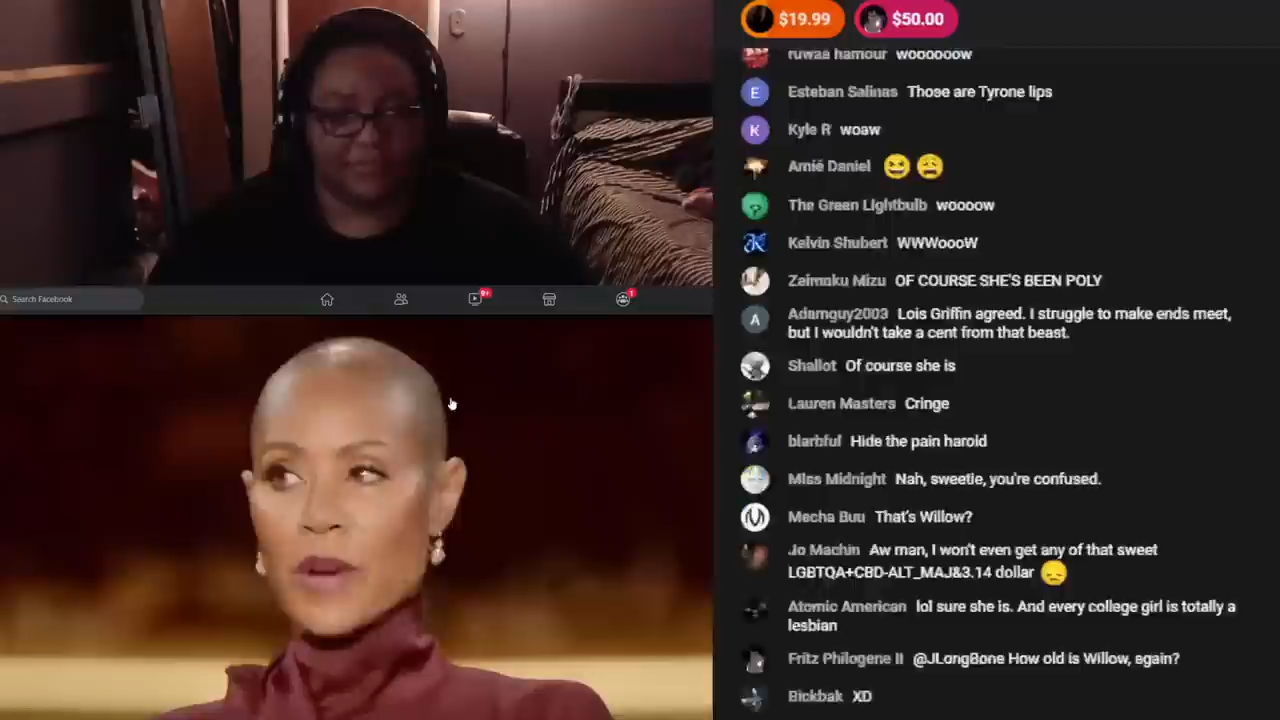 $19.99
$50.00
ruwaa hamour woooooow
E
Esteban Salinas Those are Tyrone lips
K
Kyle R woaw
Amié Daniel
The Green Lightbulb woooow
Kelvin Shubert WWWoooW
Zaimoku Mizu OF COURSE SHE'S BEEN POLY
A
Adamguy2003 Lois Griffin agreed. I struggle to make ends meet,
but I wouldn't take a cent from that beast.
Shallot Of course she is
Lauren Masters Cringe
blarbful Hide the pain harold
Miss Midnight Nah, sweetie, you're confused.
Mecha Buu That's Willow?
Jo Machin Aw man, I won't even get any of that sweet
LGBTQA+CBD-ALT_MAJ&3.14 dollar
Atomic American lol sure she is. And every college girl is totally a
lesbian
Fritz Philogene II @JLongBone How old is Willow, again?
Bickbak XD
Search Facebook
9+
1